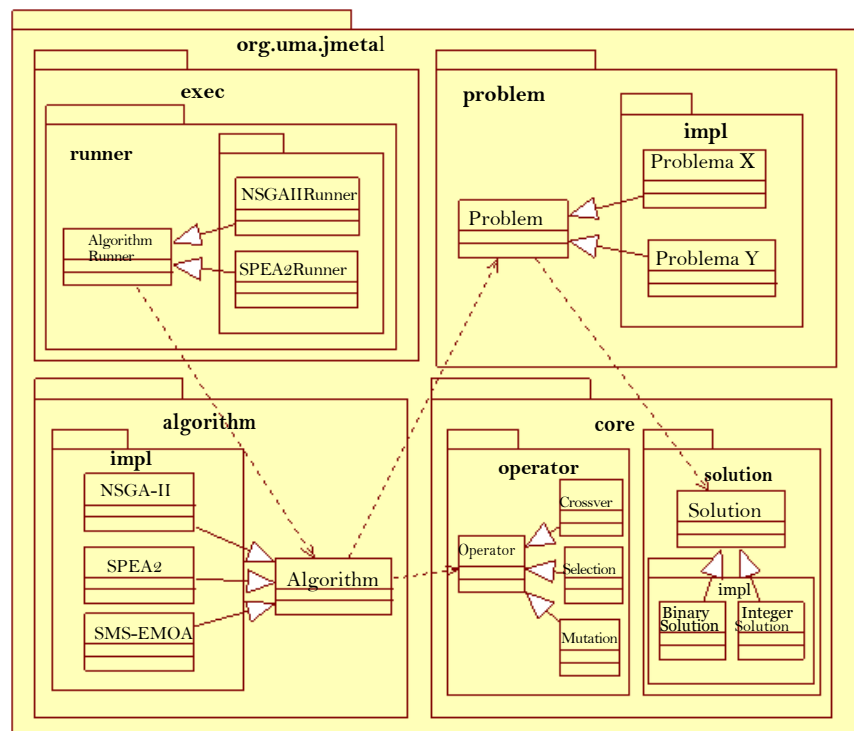 org.uma.jmetal
exec
runner
NSGAIIRunner
Algorithm
Runner
SPEA2Runner
problem
impl
Problema X
Problem
Problema Y
algorithm
impl
NSGA-II
SPEA2
Algorithm
SMS-EMOA
core
operator
Crossver
Operator
Selection
Mutation
solution
Solution
impl
Binary
Solution
Integer
Solution